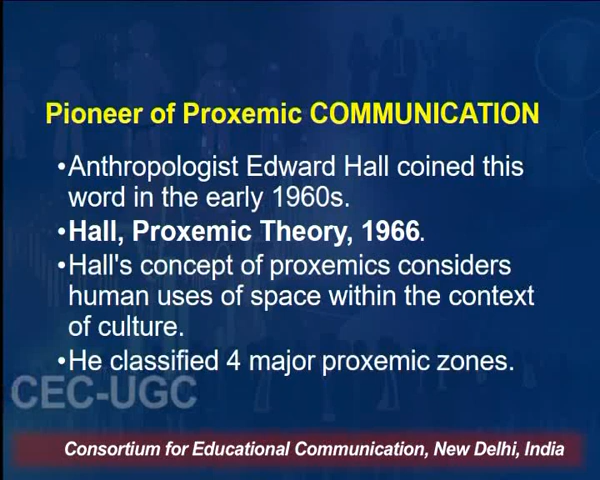 Pioneer of Proxemic COMMUNICATION
•Anthropologist Edward Hall coined this
word in the early 1960s.
•Hall, Proxemic Theory, 1966.
•Hall's concept of proxemics considers
human uses of space within the context
of culture.
•He classified 4 major proxemic zones.
CEC-UGC
Consortium for Educational Communication, New Delhi, India